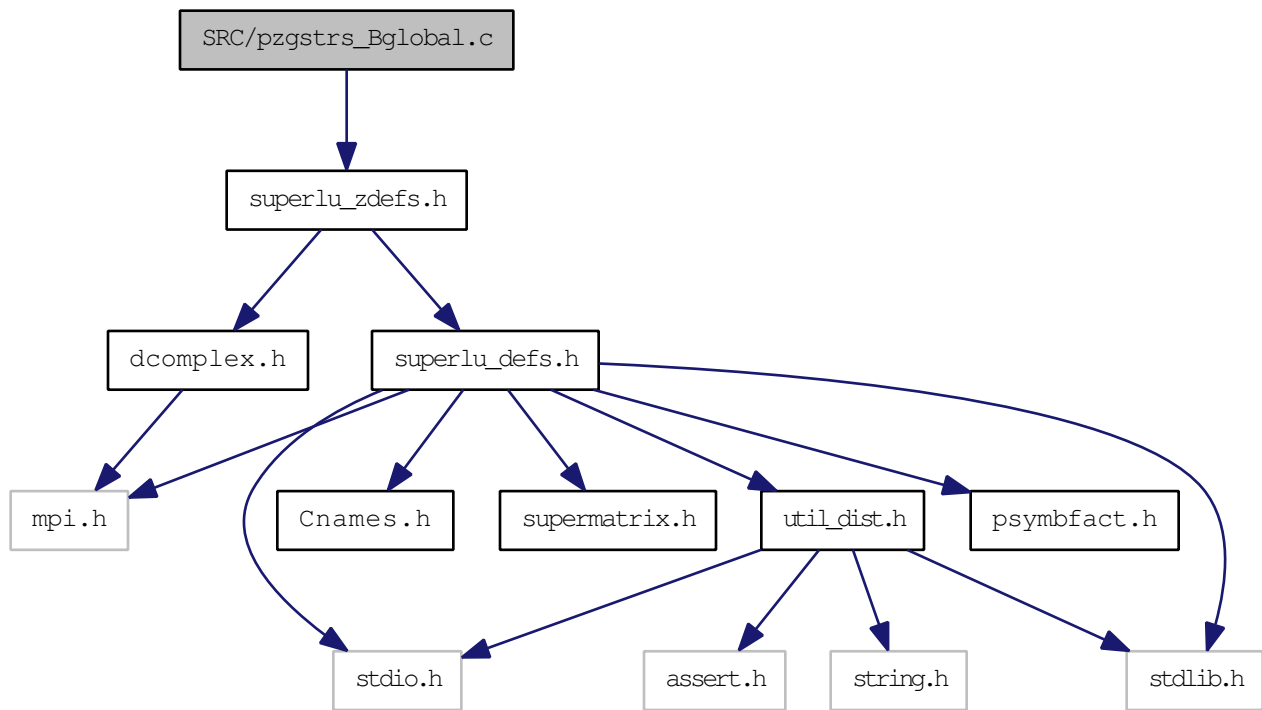 SRC/pzgstrs_Bglobal.c
superlu_zdefs.h
dcomplex.h
superlu_defs.h
mpi.h
Cnames.h
supermatrix.h
util_dist.h
psymbfact.h
stdio.h
assert.h
string.h
stdlib.h